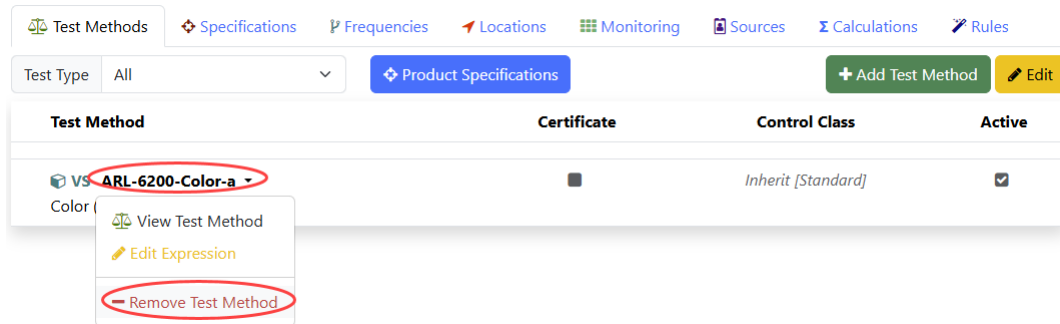 Test Methods Specifications Frequencies Locations Monitoring Sources Σ Calculations Rules
Test Type All Product Specifications Add Test Method Edit
Test Method Certificate Control Class Active
VS ARL-6200-Color-a Inherit [Standard]
Color (
View Test Method
Edit Expression
Remove Test Method